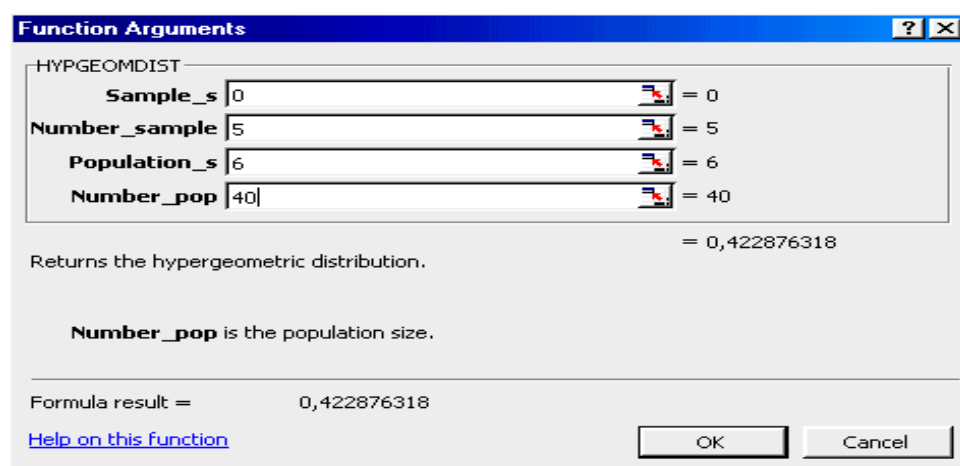 Function Arguments
HYPGEOMDIST
Sample_s 0 = 0
Number_sample 5 = 5
Population_s 6 = 6
Number_pop 40 = 40
= 0,422876318
Returns the hypergeometric distribution.
Number_pop is the population size.
Formula result = 0,422876318
Help on this function OK Cancel